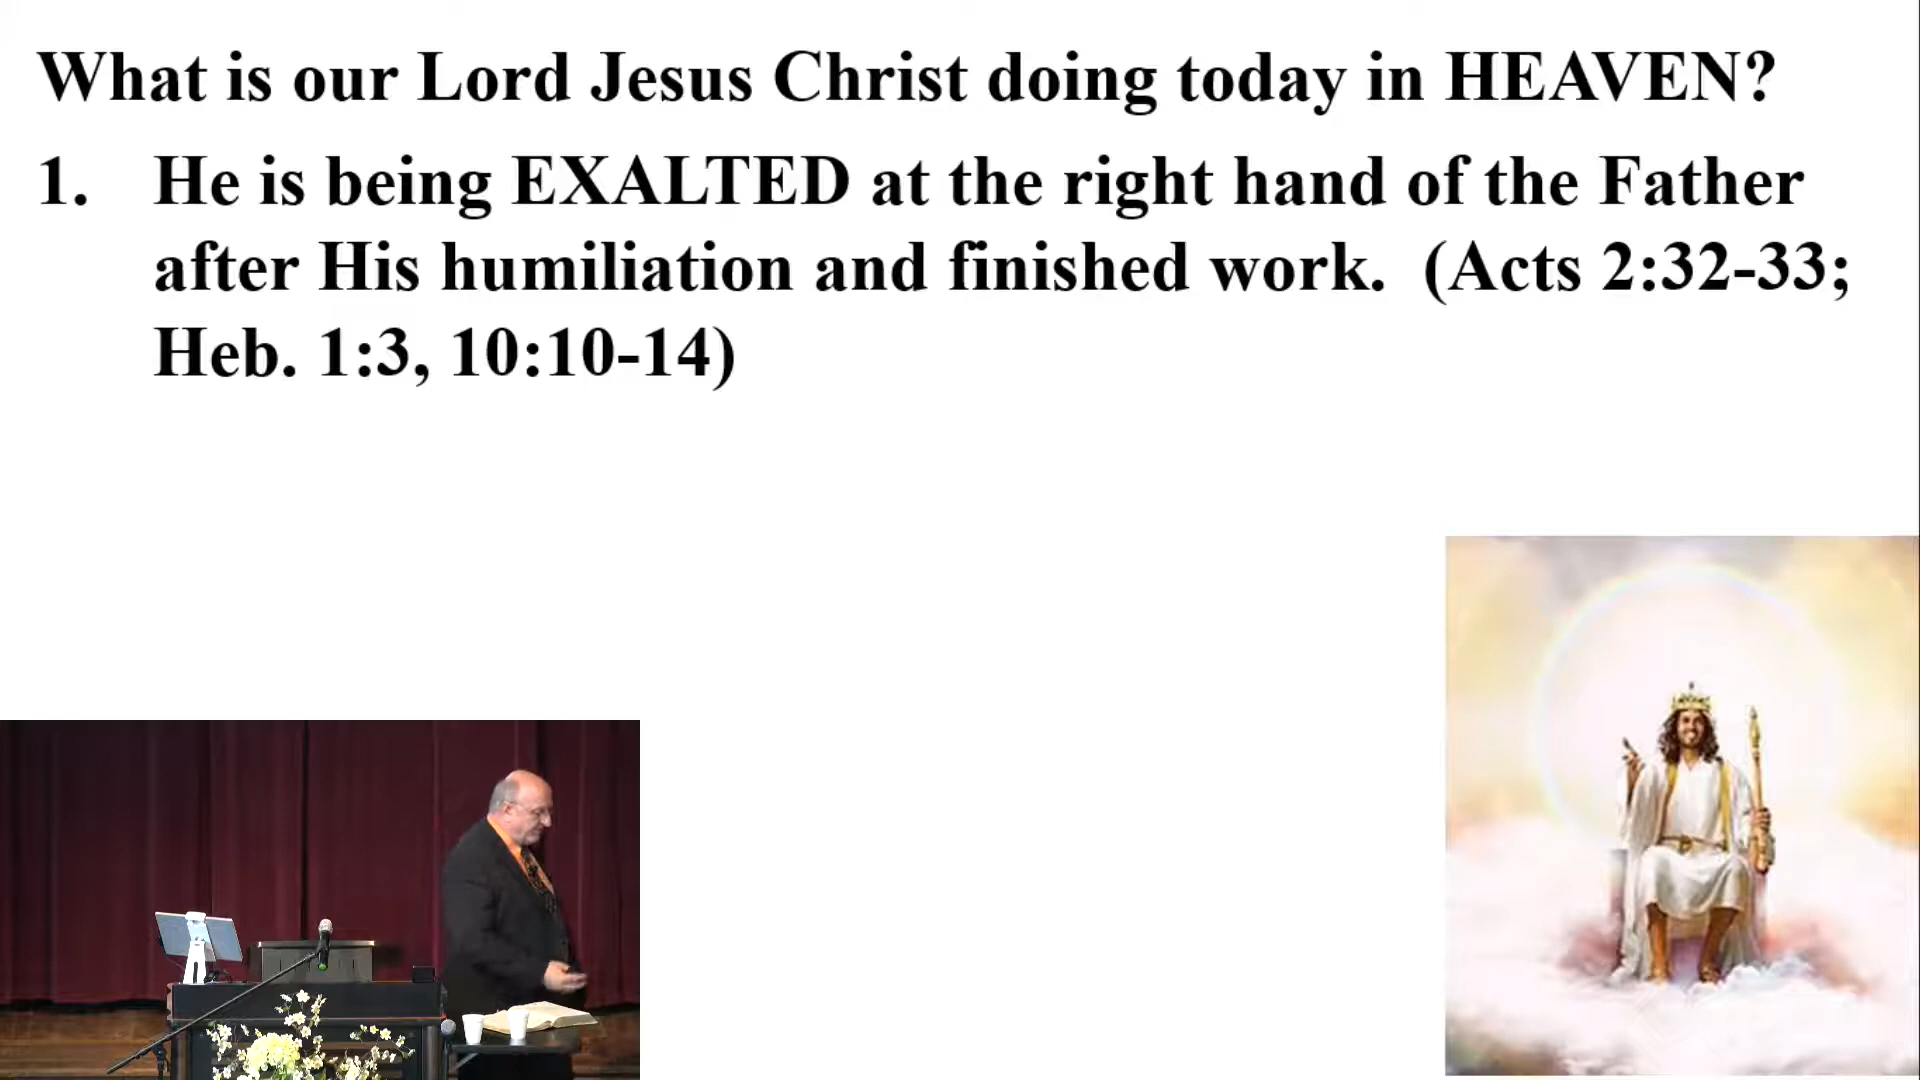 What is our Lord Jesus Christ doing today in HEAVEN?
1. He is being EXALTED at the right hand of the Father
after His humiliation and finished work. (Acts 2:32-33;
Heb. 1:3, 10:10-14)